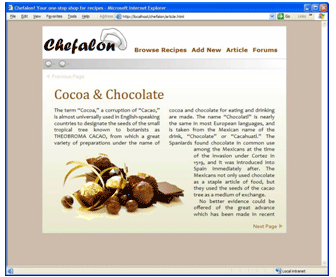 Chefalon! Your one-stop shop for recipes - Microsoft Internet Explorer
File Edit View Favorites Tools Help
Address http://localhost/chefalon/article.html
Chefalon
Browse Recipes Add New Article Forums
< Previous Page
Cocoa & Chocolate
The term "Cocoa," a corruption of "Cacao,"
is almost universally used in English-speaking
countries to designate the seeds of the small
tropical tree known to botanists as
THEOBROMA CACAO, from which a great
variety of preparations under the name of
cocoa and chocolate for eating and drinking
are made. The name "Chocolatl" is nearly
the same in most European languages, and
is taken from the Mexican name of the
drink, "Chocolate" or "Cacahuatl." The
Spaniards found chocolate in common use
among the Mexicans at the time
of the invasion under Cortez in
1519, and it was introduced into
Spain immediately after. The
Mexicans not only used chocolate
as a staple article of food, but
they used the seeds of the cacao
tree as a medium of exchange.
No better evidence could be
offered of the great advance
which has been made in recent
Next Page >
Local intranet